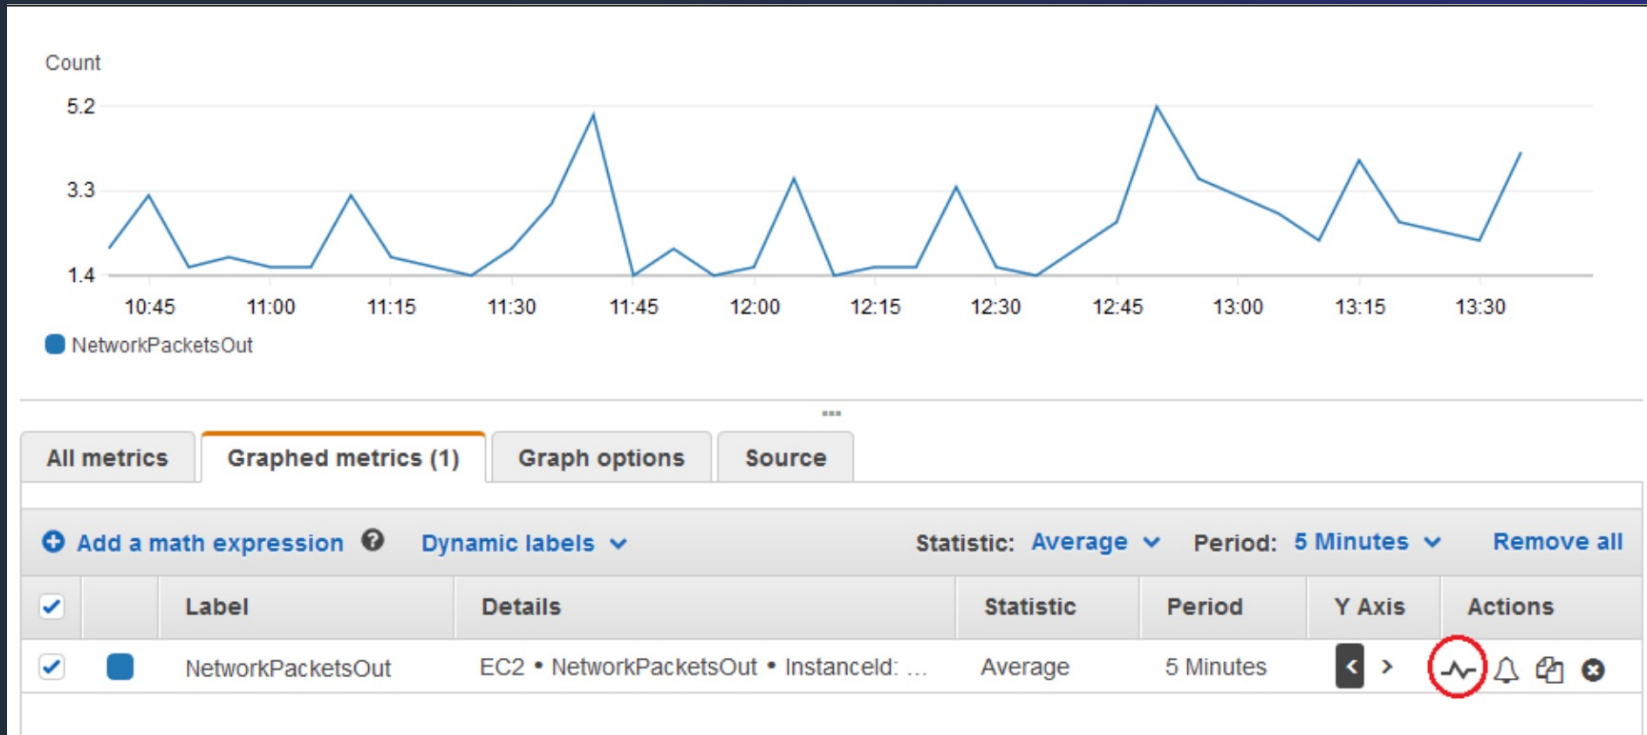 Count
5.2
3.3
1.4
10:45 11:00 11:15 11:30 11:45 12:00 12:15 12:30 12:45 13:00 13:15 13:30
NetworkPacketsOut
All metrics Graphed metrics (1) Graph options Source
Add a math expression ? Dynamic labels Statistic: Average Period: 5 Minutes Remove all
Label Details Statistic Period Y Axis Actions
NetworkPacketsOut EC2 • NetworkPacketsOut • InstanceId: ... Average 5 Minutes < >